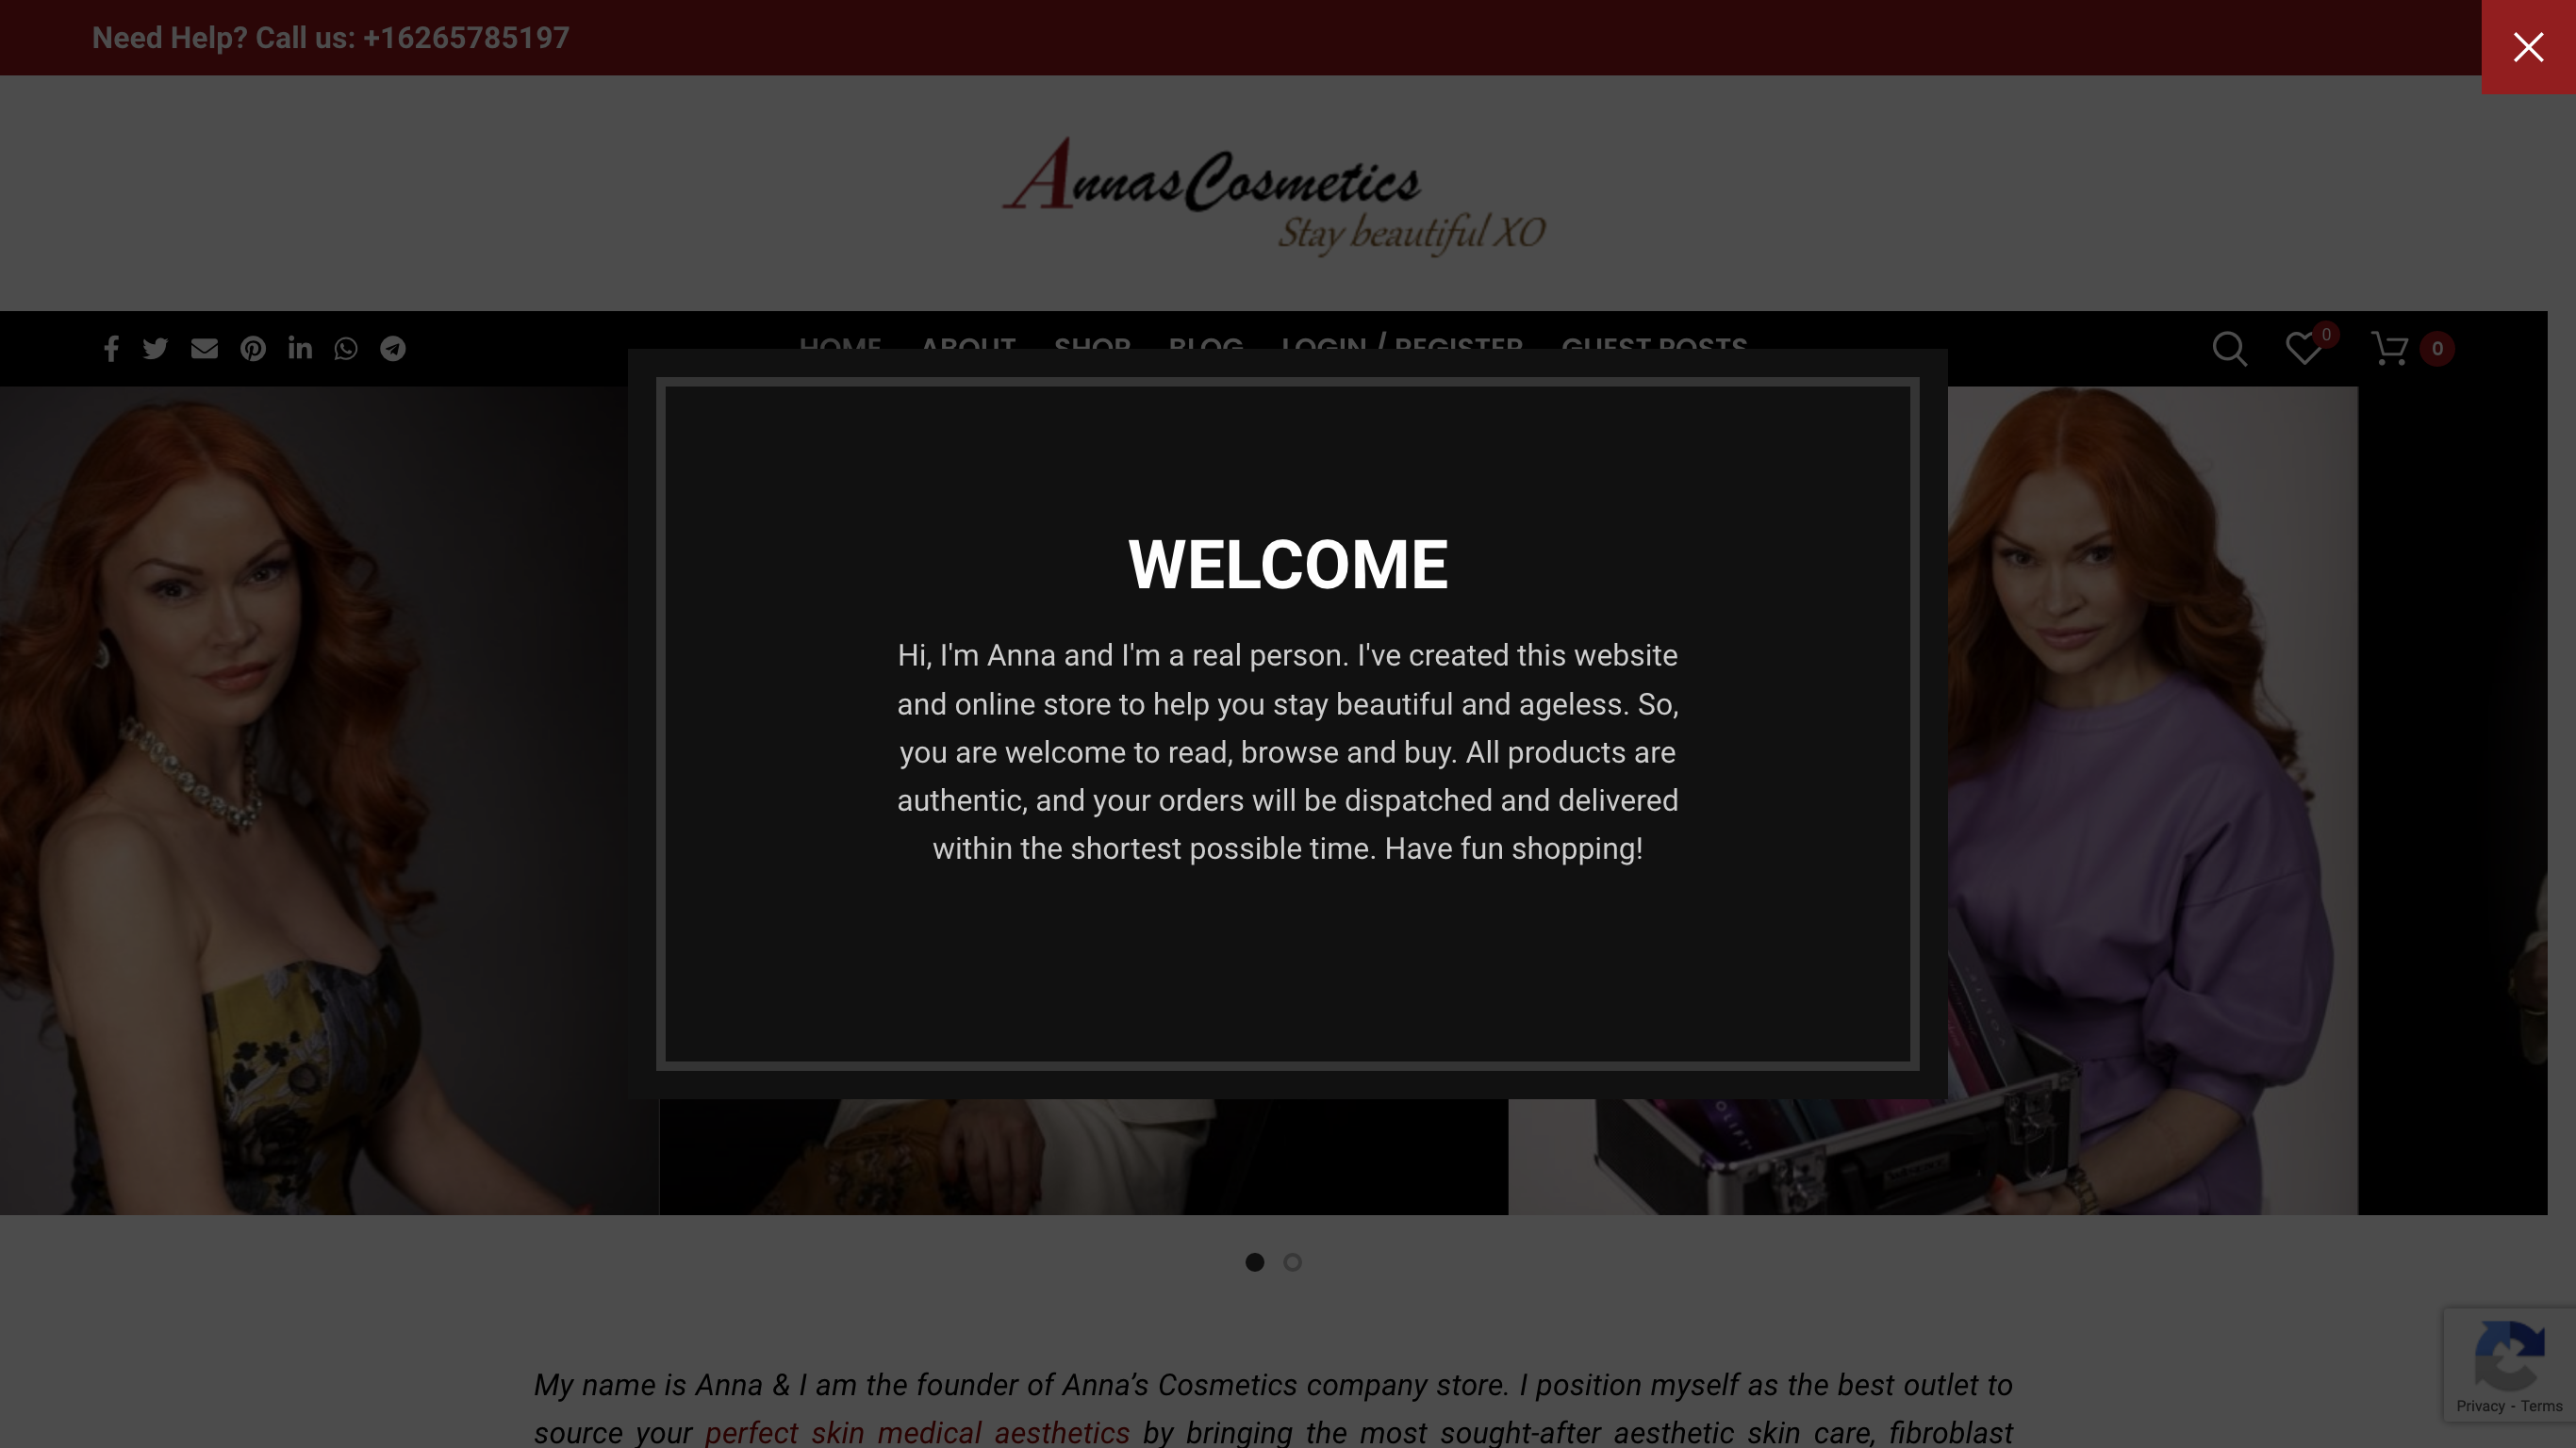 Need Help? Call us: +16265785197
AnnasCosmetics
Stay beautiful XO
HOME ABOUT SHOP BLOG LOGIN / REGISTER GUEST POSTS
0
0
WELCOME
Hi, I'm Anna and I'm a real person. I've created this website
and online store to help you stay beautiful and ageless. So,
you are welcome to read, browse and buy. All products are
authentic, and your orders will be dispatched and delivered
within the shortest possible time. Have fun shopping!
My name is Anna & I am the founder of Anna’s Cosmetics company store. I position myself as the best outlet to
source your perfect skin medical aesthetics by bringing the most sought-after aesthetic skin care, fibroblast
Privacy - Terms